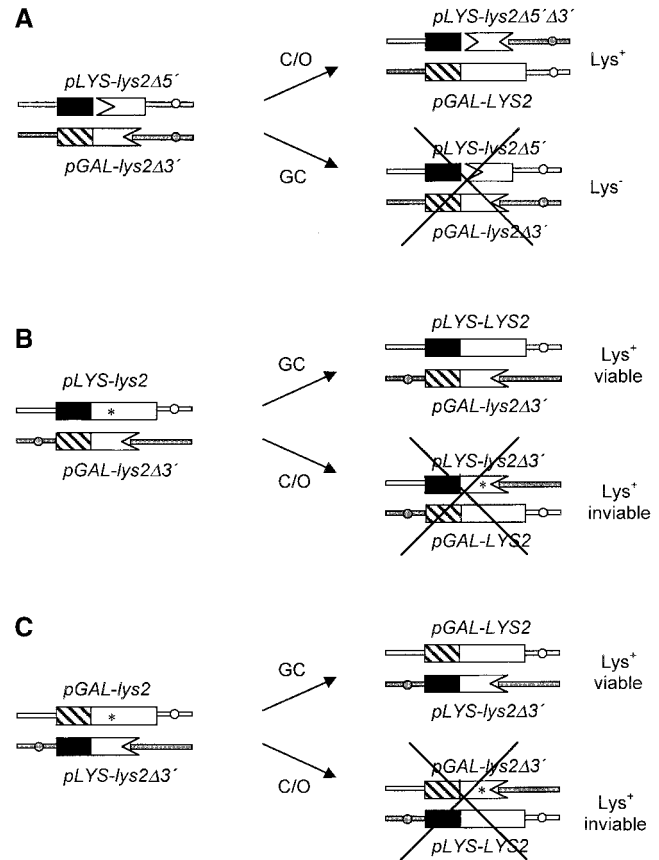 A
pLYS-lys2Δ5´
pGAL-lys2Δ3´
C/O
GC
pLYS-lys2Δ5´Δ3´
pGAL-LYS2
Lys+
pLYS-lys2Δ5´
pGAL-lys2Δ3´
Lys-
B
pLYS-lys2
*
pGAL-lys2Δ3´
GC
C/O
pLYS-LYS2
pGAL-lys2Δ3´
Lys+
viable
pLYS-lys2Δ3´
*
pGAL-LYS2
Lys+
inviable
C
pGAL-lys2
*
pLYS-lys2Δ3´
GC
C/O
pGAL-LYS2
pLYS-lys2Δ3´
Lys+
viable
pGAL-lys2Δ3´
*
pLYS-LYS2
Lys+
inviable